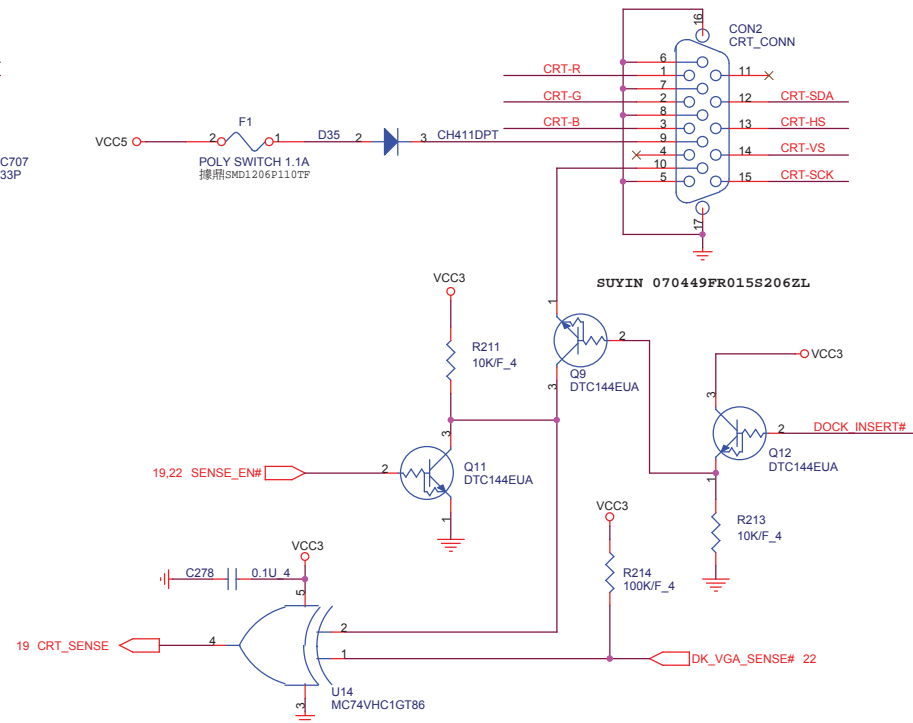 16
CON2
CRT_CONN
6
CRT-R
1
11
7
CRT-G
2
12
CRT-SDA
8
CRT-B
3
13
CRT-HS
9
4
14
CRT-VS
10
5
15
CRT-SCK
17
SUYIN 070449FR015S206ZL
C707
33P
VCC5
2
F1
1
POLY SWITCH 1.1A
SMD1206P110TF
D35
2
3
CH411DPT
VCC3
R211
10K/F_4
1
2
3
Q9
DTC144EUA
VCC3
3
2
DOCK_INSERT#
Q12
DTC144EUA
1
R213
10K/F_4
19,22 SENSE_EN#
2
3
Q11
DTC144EUA
1
VCC3
R214
100K/F_4
VCC3
C278
0.1U_4
5
19 CRT_SENSE
4
2
1
DK_VGA_SENSE# 22
3
U14
MC74VHC1GT86